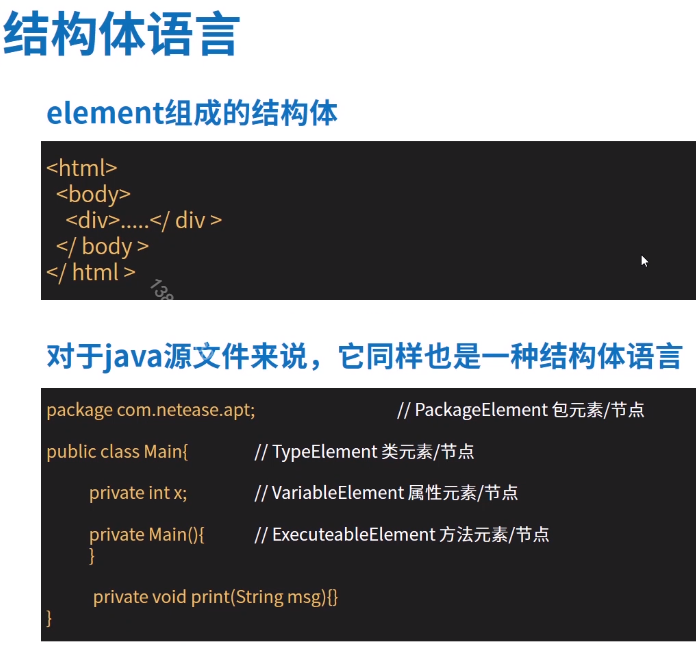 结构体语言
element组成的结构体
<html>
<body>
<div>.....</ div >
</ body >
</ html >
138
对于java源文件来说，它同样也是一种结构体语言
package com.netease.apt; // PackageElement 包元素/节点
public class Main{ // TypeElement 类元素/节点
private int x; // VariableElement 属性元素/节点
private Main(){ // ExecuteableElement 方法元素/节点
}
private void print(String msg){}
}